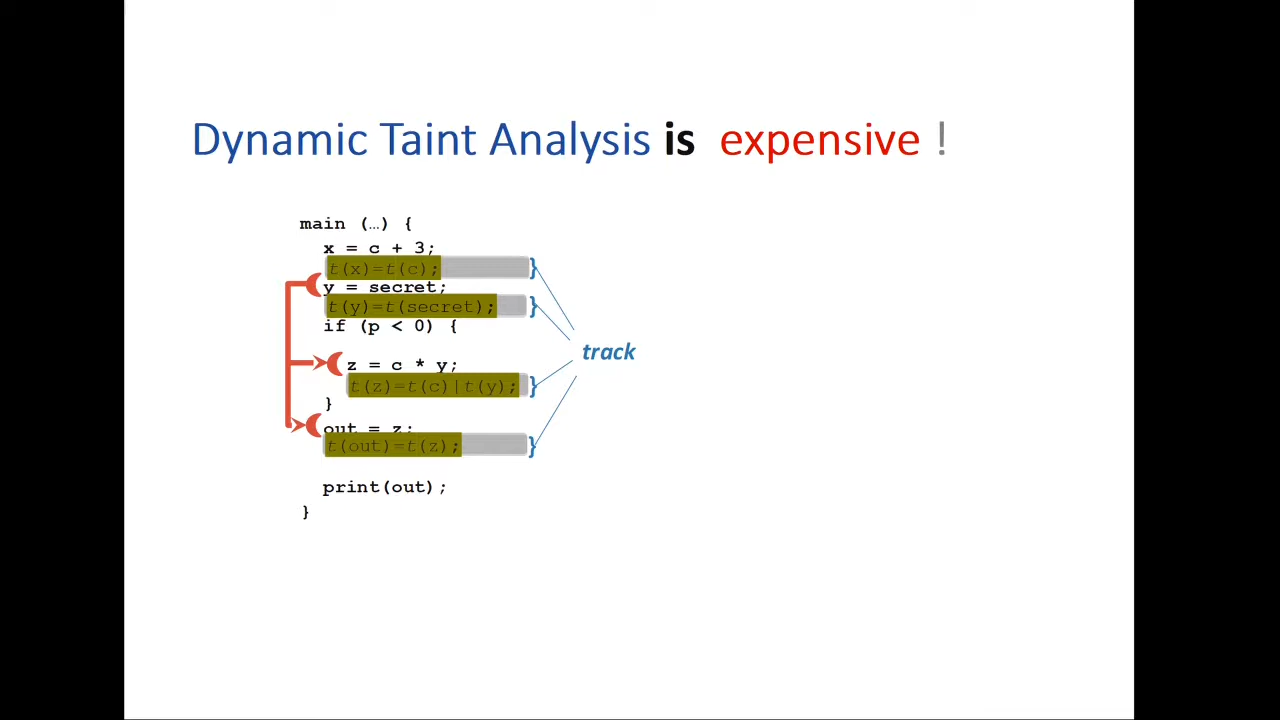 Dynamic Taint Analysis is expensive !
main (…) {
x = c + 3;
t(x)=t(c); }
y = secret;
t(y)=t(secret); }
if (p < 0) {
track
z = c * y;
t(z)=t(c)|t(y); }
}
out = z;
t(out)=t(z); }
print(out);
}